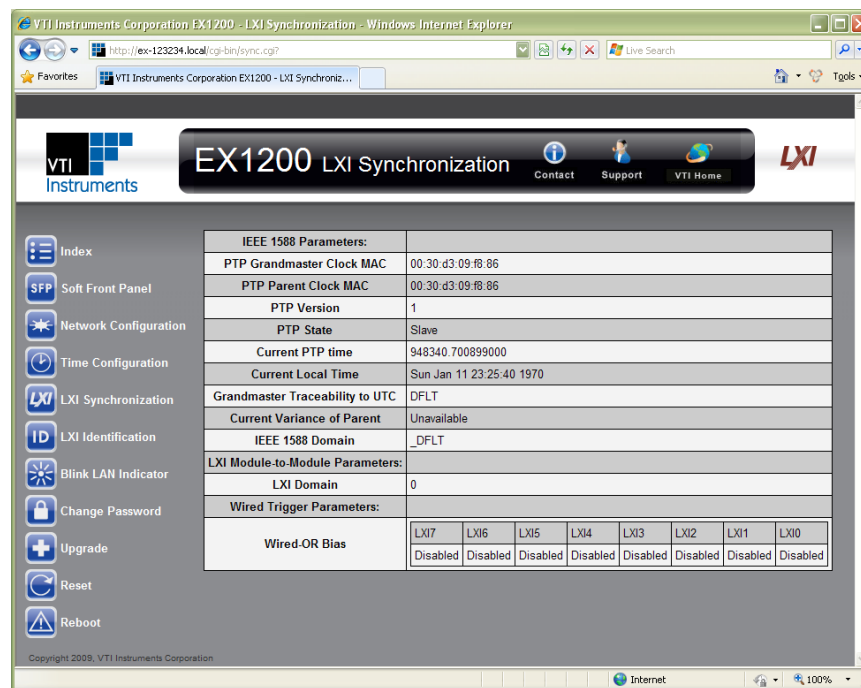 VTI Instruments Corporation EX1200 - LXI Synchronization - Windows Internet Explorer
http://ex-123234.local/cgi-bin/sync.cgi?
Live Search
Favorites
VTI Instruments Corporation EX1200 - LXI Synchroniz...
Tools
VTI
Instruments
EX1200 LXI Synchronization
Contact
Support
VTI Home
LXI
Index
SFP Soft Front Panel
Network Configuration
Time Configuration
LXI LXI Synchronization
ID LXI Identification
Blink LAN Indicator
Change Password
Upgrade
Reset
Reboot
IEEE 1588 Parameters:
PTP Grandmaster Clock MAC 00:30:d3:09:f8:86
PTP Parent Clock MAC 00:30:d3:09:f8:86
PTP Version 1
PTP State Slave
Current PTP time 948340.700899000
Current Local Time Sun Jan 11 23:25:40 1970
Grandmaster Traceability to UTC DFLT
Current Variance of Parent Unavailable
IEEE 1588 Domain _DFLT
LXI Module-to-Module Parameters:
LXI Domain 0
Wired Trigger Parameters:
Wired-OR Bias
LXI7 LXI6 LXI5 LXI4 LXI3 LXI2 LXI1 LXI0
Disabled Disabled Disabled Disabled Disabled Disabled Disabled Disabled
Copyright 2009, VTI Instruments Corporation
Internet
100%